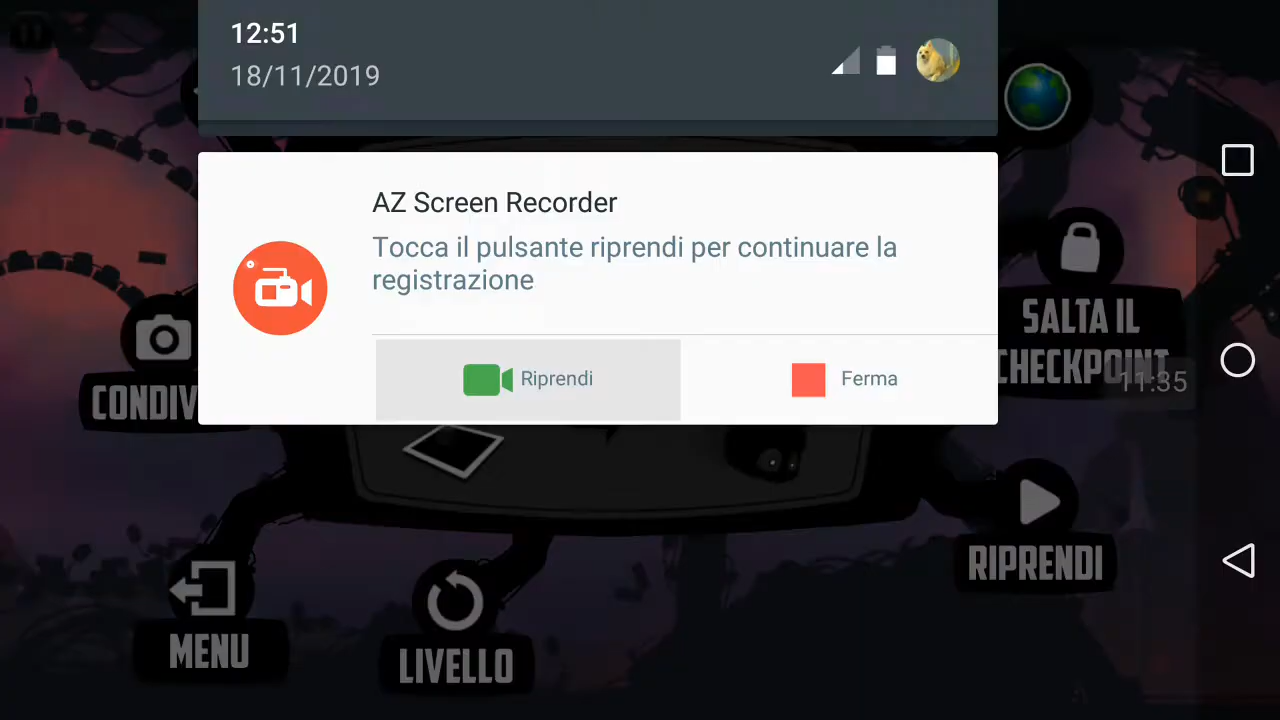 12:51
18/11/2019
AZ Screen Recorder
Tocca il pulsante riprendi per continuare la
registrazione
Riprendi
Ferma
SALTA IL
CHECKPOINT
11:35
CONDIV
RIPRENDI
MENU
LIVELLO